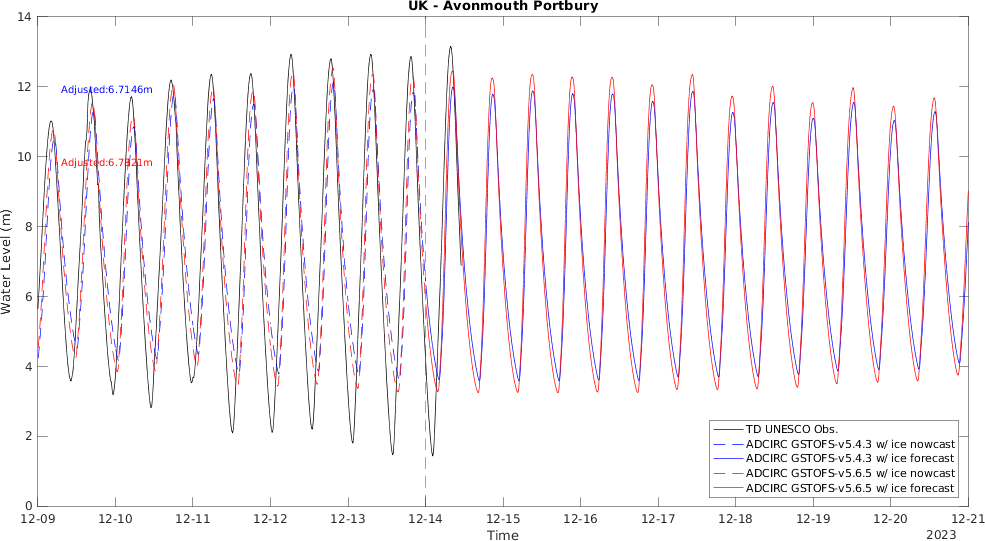 UK - Avonmouth Portbury
14
12
10
8
6
4
2
0
Water Level (m)
Adjusted:6.7146m
Adjusted:6.7821m
TD UNESCO Obs.
ADCIRC GSTOFS-v5.4.3 w/ ice nowcast
ADCIRC GSTOFS-v5.4.3 w/ ice forecast
ADCIRC GSTOFS-v5.6.5 w/ ice nowcast
ADCIRC GSTOFS-v5.6.5 w/ ice forecast
12-09 12-10 12-11 12-12 12-13 12-14 12-15 12-16 12-17 12-18 12-19 12-20 12-21
Time
2023